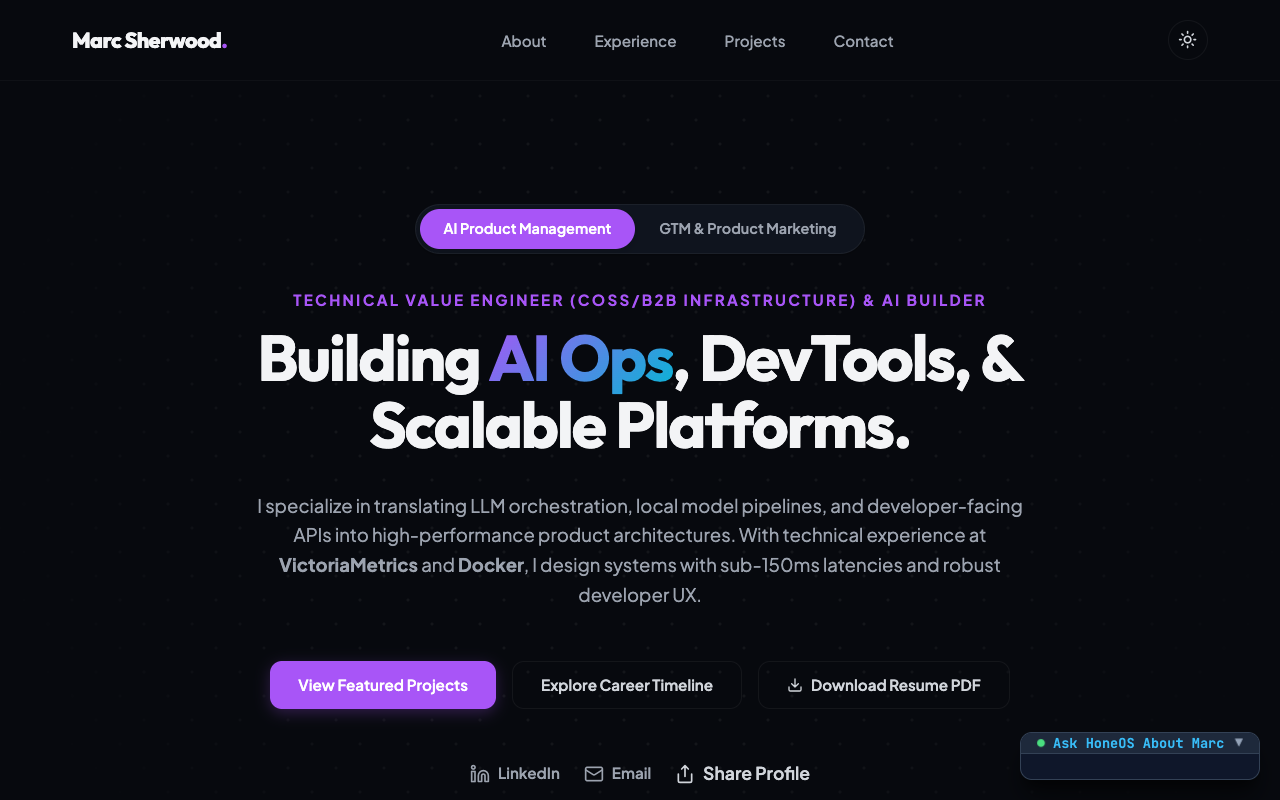 Marc Sherwood.
About
Experience
Projects
Contact
AI Product Management
GTM & Product Marketing
TECHNICAL VALUE ENGINEER (COSS/B2B INFRASTRUCTURE) & AI BUILDER
Building AI Ops, DevTools, &
Scalable Platforms.
I specialize in translating LLM orchestration, local model pipelines, and developer-facing
APIs into high-performance product architectures. With technical experience at
VictoriaMetrics and Docker, I design systems with sub-150ms latencies and robust
developer UX.
View Featured Projects
Explore Career Timeline
Download Resume PDF
LinkedIn
Email
Share Profile
Ask HoneOS About Marc ▼